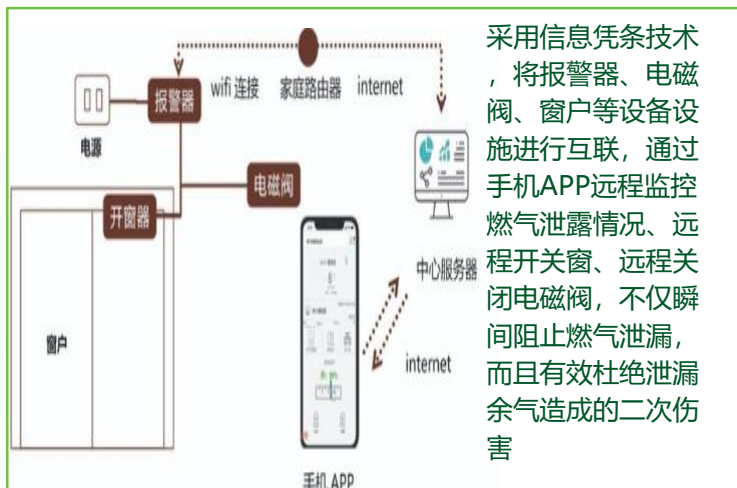 wifi 连接 家庭路由器 internet
报警器
电源
电磁阀
开窗器
中心服务器
窗户
internet
手机 APP
采用信息凭条技术
，将报警器、电磁
阀、窗户等设备设
施进行互联，通过
手机APP远程监控
燃气泄露情况、远
程开关窗、远程关
闭电磁阀，不仅瞬
间阻止燃气泄漏，
而且有效杜绝泄漏
余气造成的二次伤
害